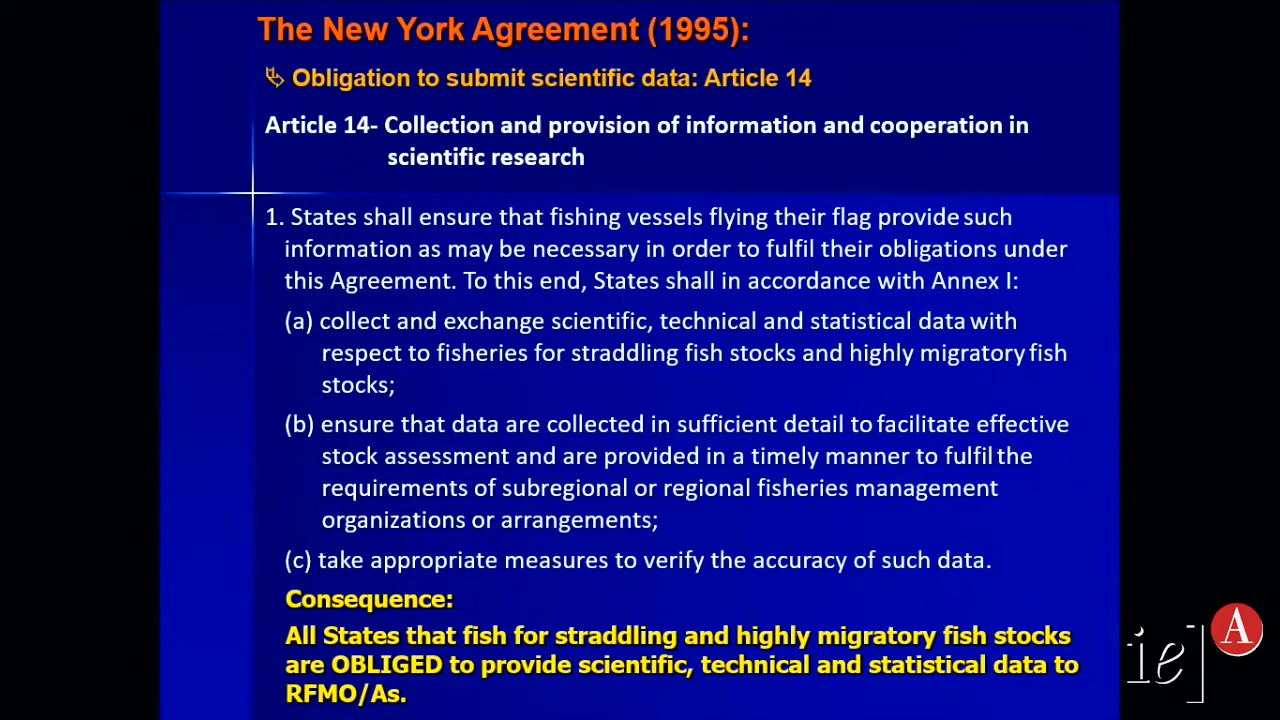 The New York Agreement (1995):
Obligation to submit scientific data: Article 14
Article 14- Collection and provision of information and cooperation in
scientific research
1. States shall ensure that fishing vessels flying their flag provide such
information as may be necessary in order to fulfil their obligations under
this Agreement. To this end, States shall in accordance with Annex I:
(a) collect and exchange scientific, technical and statistical data with
respect to fisheries for straddling fish stocks and highly migratory fish
stocks;
(b) ensure that data are collected in sufficient detail to facilitate effective
stock assessment and are provided in a timely manner to fulfil the
requirements of subregional or regional fisheries management
organizations or arrangements;
(c) take appropriate measures to verify the accuracy of such data.
Consequence:
All States that fish for straddling and highly migratory fish stocks
are OBLIGED to provide scientific, technical and statistical data to
RFMO/As.
ie]
A